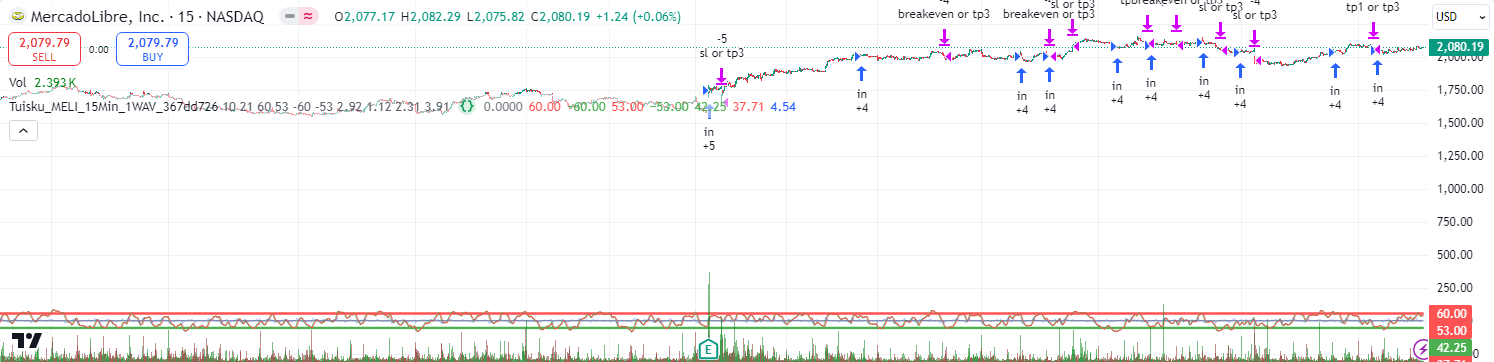 MercadoLibre, Inc. · 15 · NASDAQ O2,077.17 H2,082.29 L2,075.82 C2,080.19 +1.24 (+0.06%)
USD
2,079.79 SELL
0.00
2,079.79 BUY
Vol 2.393 K
Tuisku_MELI_15Min_1WAV_367dd726 10 21 60 53 -60 -53 2.92 1.12 2.31 3.91 0.0000 60.00 -60.00 53.00 -53.00 42.25 37.71 4.54
-5
sl or tp3
in
+5
in
+4
-4
breakeven or tp3
in
+4
breakeven or tp3
in
+4
sl or tp3
in
+4
breakeven or tp3
in
+4
in
+4
sl or tp3
in
+4
-4
sl or tp3
in
+4
tp1 or tp3
in
+4
2,080.19
2,000.00
1,750.00
1,500.00
1,250.00
1,000.00
750.00
500.00
250.00
60.00
53.00
42.25
E